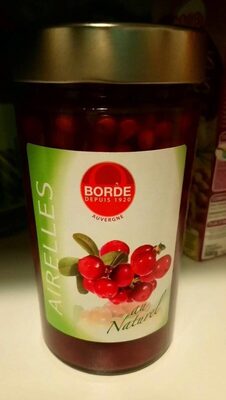 BORDE
DEPUIS 1920
AUVERGNE
AIRELLES
au
Naturel